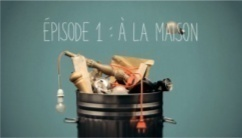 ÉPISODE 1 : À LA MAISON